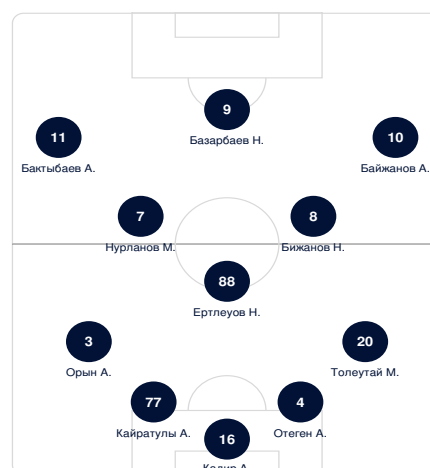 9
Базарбаев Н.
11
Бактыбаев А.
10
Байжанов А.
7
Нурланов М.
8
Бижанов Н.
88
Ертлеуов Н.
3
Орын А.
20
Толеутай М.
77
Кайратулы А.
4
Отеген А.
16